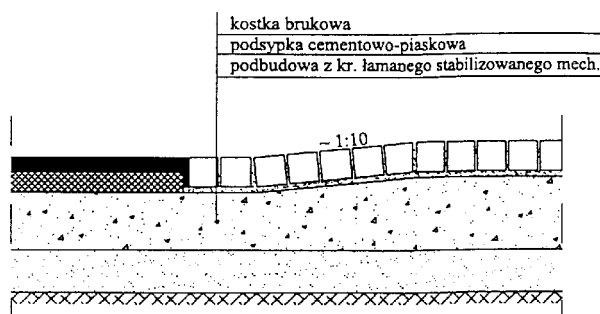 kostka brukowa
podsypka cementowo-piaskowa
podbudowa z kr. łamanego stabilizowanego mech.
~ 1:10